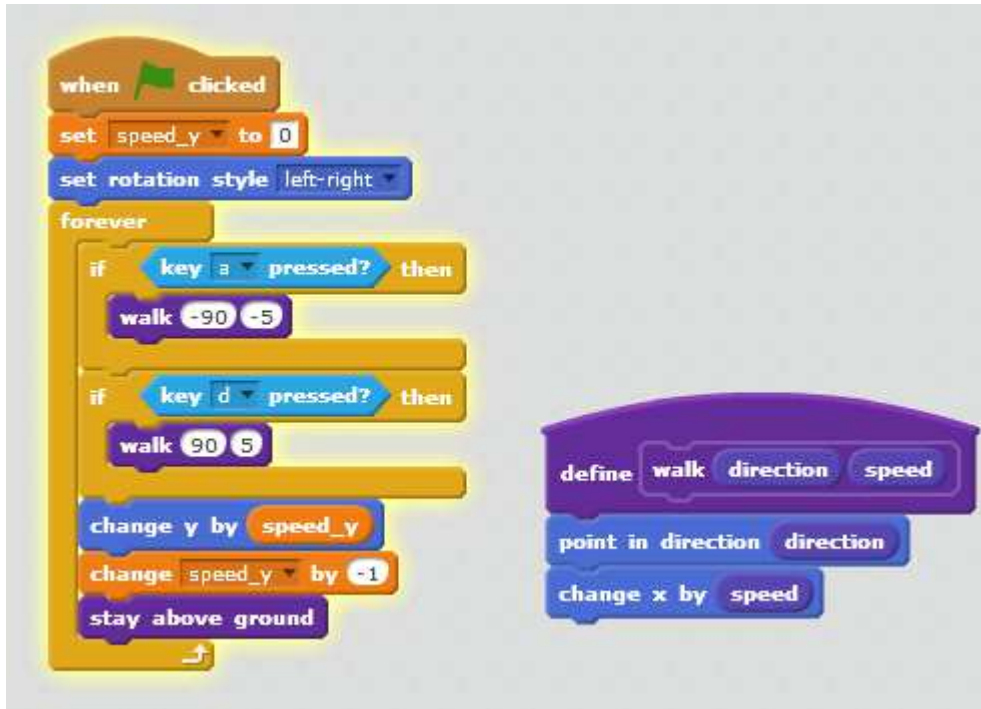 when clicked
set speed_y to 0
set rotation style left-right
forever
if key a pressed? then
walk -90 -5
if key d pressed? then
walk 90 5
change y by speed_y
change speed_y by -1
stay above ground
define walk direction speed
point in direction direction
change x by speed